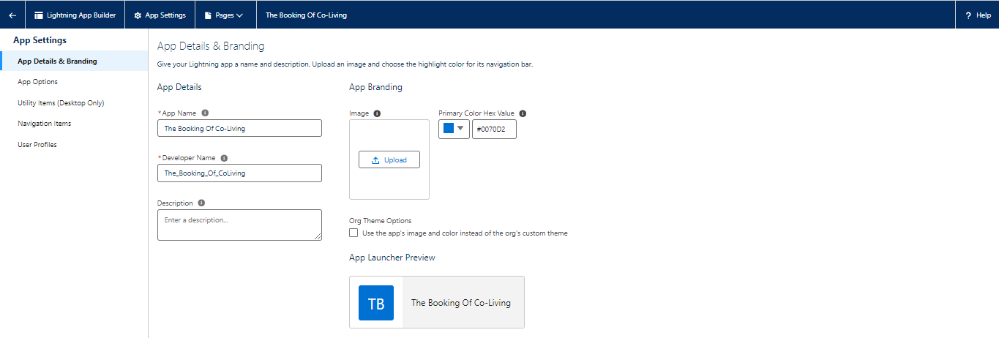 Lightning App Builder
App Settings
Pages
The Booking Of Co-Living
? Help
App Settings
App Details & Branding
App Options
Utility Items (Desktop Only)
Navigation Items
User Profiles
App Details & Branding
Give your Lightning app a name and description. Upload an image and choose the highlight color for its navigation bar.
App Details
*App Name
The Booking Of Co-Living
*Developer Name
The_Booking_Of_CoLiving
Description
Enter a description...
App Branding
Image
Upload
Primary Color Hex Value
#0070D2
Org Theme Options
Use the app's image and color instead of the org's custom theme
App Launcher Preview
TB
The Booking Of Co-Living